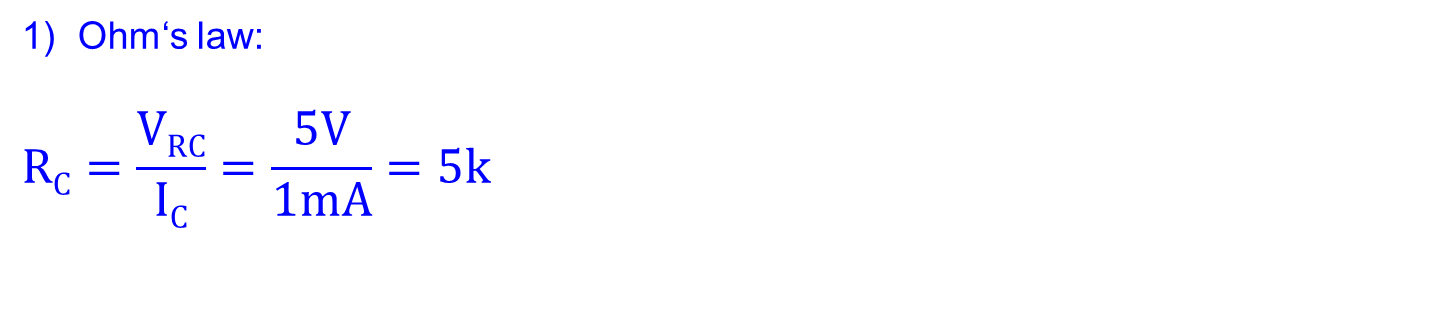 1) Ohm‘s law:
R_C = V_RC / I_C = 5V / 1mA = 5k